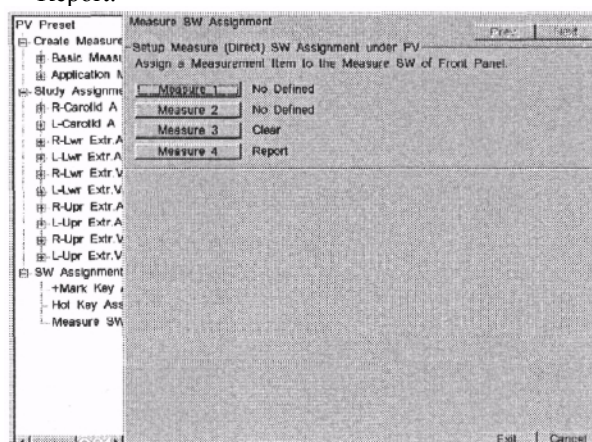 Report.
PV Preset
Create Measure
Basic Measu
Application M
Study Assignme
R-Carotid A
L-Carotid A
R-Lwr Extr.A
L-Lwr Extr.A
R-Lwr Extr.V
L-Lwr Extr.V
R-Upr Extr.A
L-Upr Extr.A
R-Upr Extr.V
L-Upr Extr.V
SW Assignment
+Mark Key
Hot Key Ass
Measure SW
Measure SW Assignment
Prev Next
Setup Measure (Direct) SW Assignment under PV
Assign a Measurement Item to the Measure SW of Front Panel.
Measure 1 No Defined
Measure 2 No Defined
Measure 3 Clear
Measure 4 Report
Exit Cancel